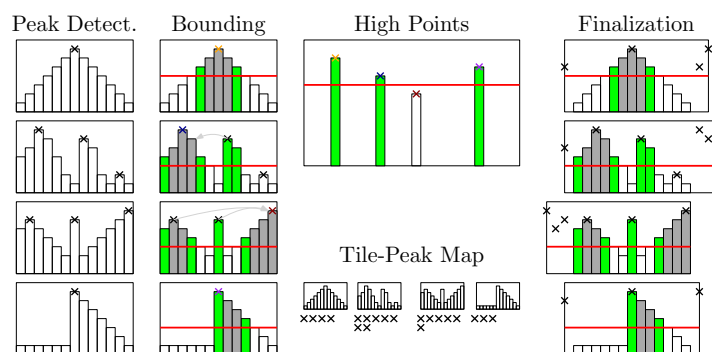 Peak Detect.
Bounding
High Points
Finalization
Tile-Peak Map